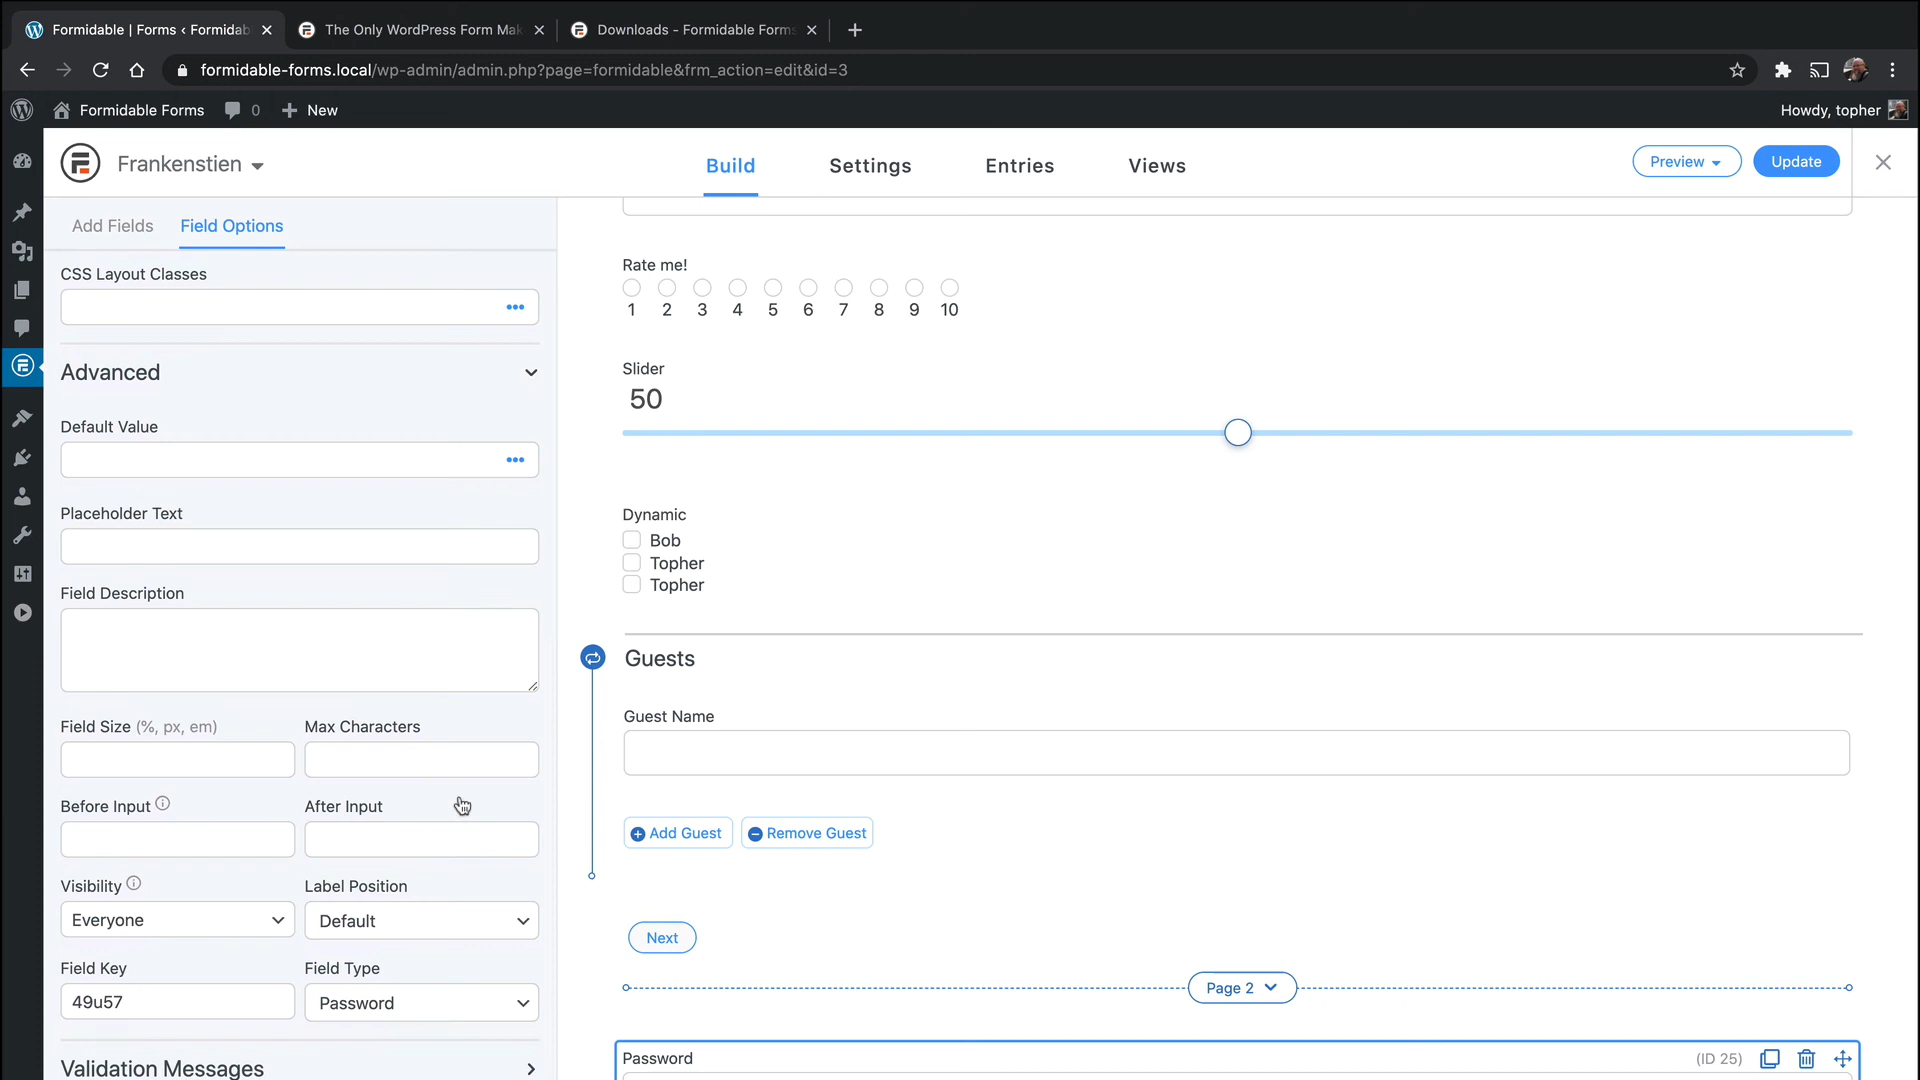 Formidable | Forms ‹ Formidab
The Only WordPress Form Mak
Downloads - Formidable Forms
formidable-forms.local/wp-admin/admin.php?page=formidable&frm_action=edit&id=3
Formidable Forms
0
New
Howdy, topher
Frankenstien
Build
Settings
Entries
Views
Preview
Update
Add Fields
Field Options
CSS Layout Classes
Advanced
Default Value
Placeholder Text
Field Description
Field Size (%, px, em)
Max Characters
Before Input
After Input
Visibility
Label Position
Everyone
Default
Field Key
Field Type
49u57
Password
Validation Messages
Rate me!
1 2 3 4 5 6 7 8 9 10
Slider
50
Dynamic
Bob
Topher
Topher
Guests
Guest Name
Add Guest
Remove Guest
Next
Page 2
Password
(ID 25)